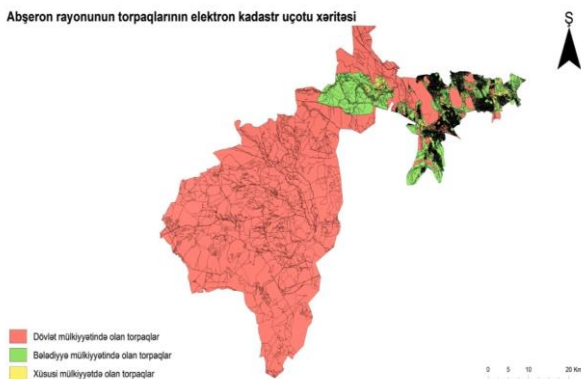 Abşeron rayonunun torpaqlarının elektron kadastr uçotu xəritəsi
Ş
Dövlət mülkiyyətində olan torpaqlar
Bələdiyyə mülkiyyətində olan torpaqlar
Xüsusi mülkiyyətdə olan torpaqlar
0 5 10 20 Km